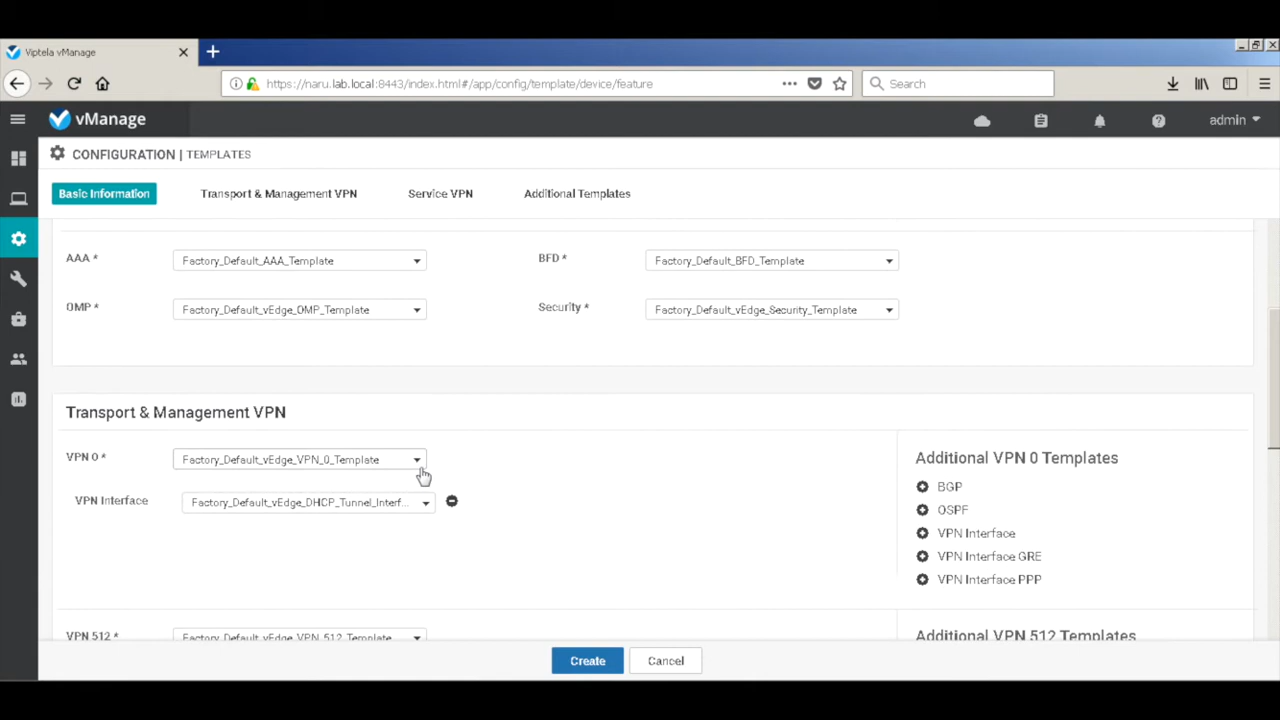 Viptela vManage
https://naru.lab.local:8443/index.html#/app/config/template/device/feature
Search
vManage
admin
CONFIGURATION | TEMPLATES
Basic Information
Transport & Management VPN
Service VPN
Additional Templates
AAA *
Factory_Default_AAA_Template
BFD *
Factory_Default_BFD_Template
OMP *
Factory_Default_vEdge_OMP_Template
Security *
Factory_Default_vEdge_Security_Template
Transport & Management VPN
VPN 0 *
Factory_Default_vEdge_VPN_0_Template
VPN Interface
Factory_Default_vEdge_DHCP_Tunnel_Interf...
Additional VPN 0 Templates
BGP
OSPF
VPN Interface
VPN Interface GRE
VPN Interface PPP
VPN 512 *
Factory_Default_vEdge_VPN_512_Template
Additional VPN 512 Templates
Create
Cancel